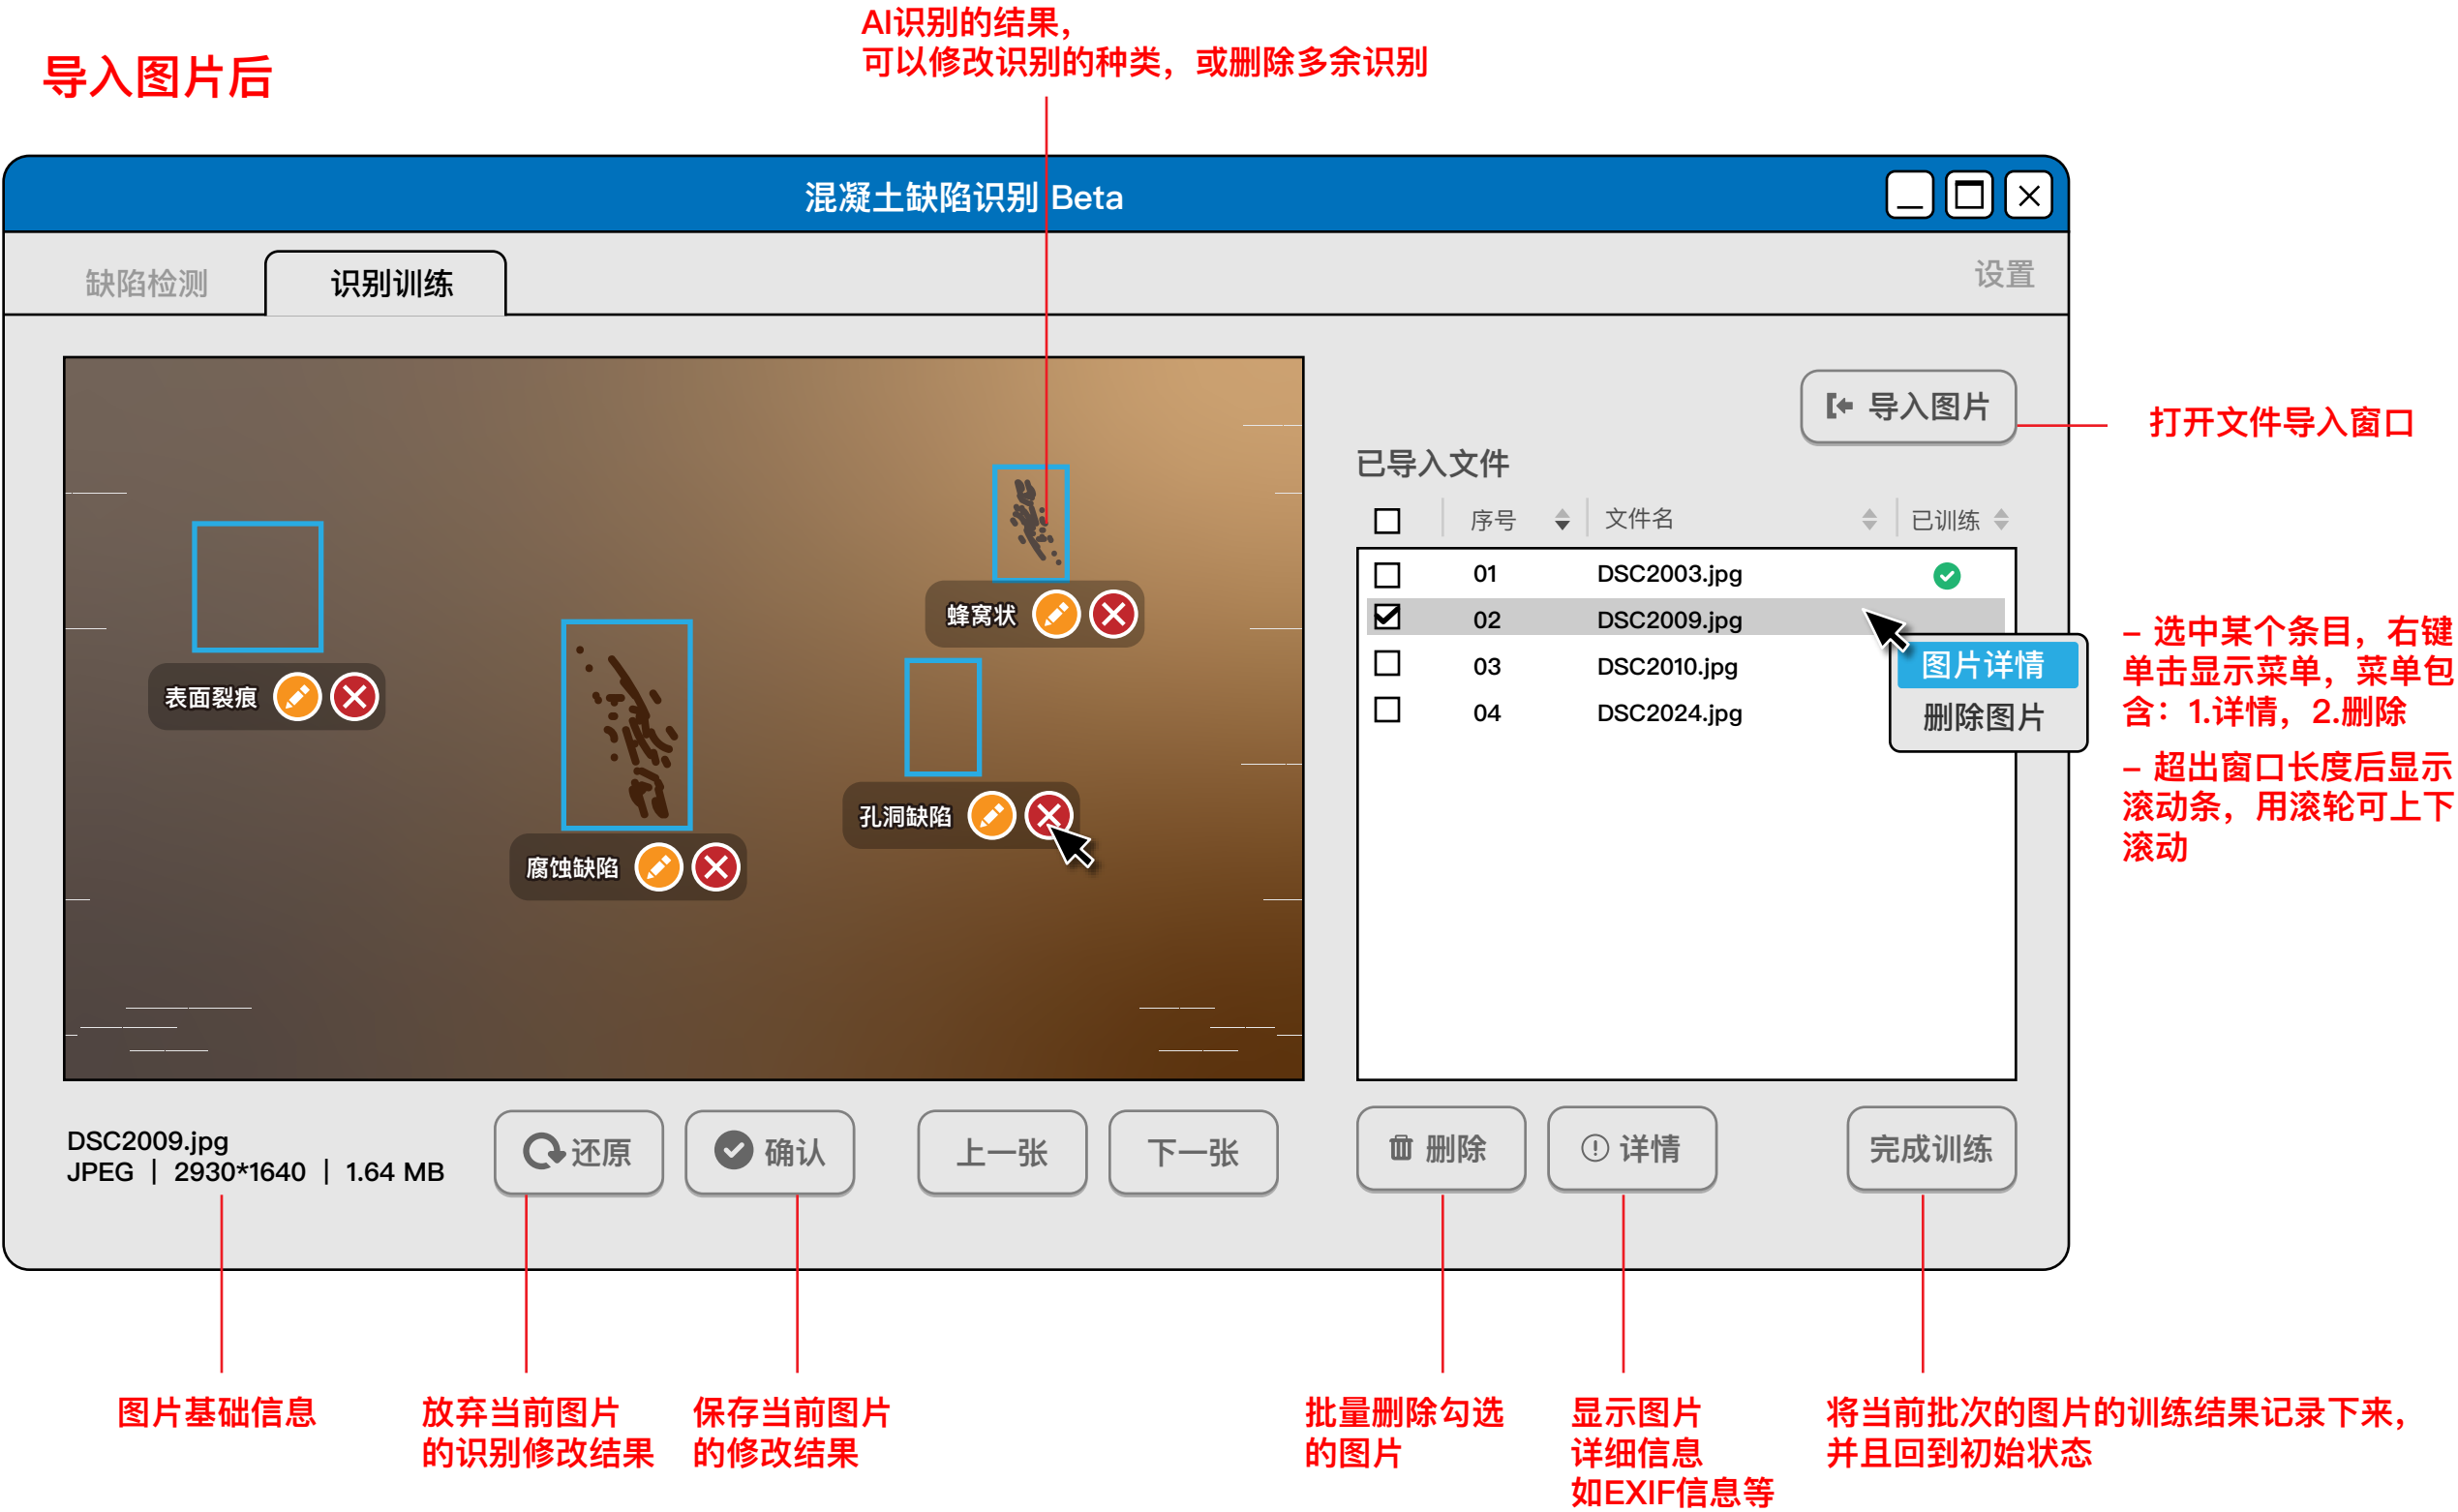 导入图片后
AI识别的结果，
可以修改识别的种类，或删除多余识别
混凝土缺陷识别 Beta
缺陷检测
识别训练
设置
导入图片
打开文件导入窗口
已导入文件
序号 文件名 已训练
01 DSC2003.jpg
02 DSC2009.jpg
03 DSC2010.jpg
04 DSC2024.jpg
图片详情
删除图片
– 选中某个条目，右键
单击显示菜单，菜单包
含：1.详情，2.删除
– 超出窗口长度后显示
滚动条，用滚轮可上下
滚动
蜂窝状
表面裂痕
孔洞缺陷
腐蚀缺陷
DSC2009.jpg
JPEG | 2930*1640 | 1.64 MB
还原
确认
上一张
下一张
删除
详情
完成训练
图片基础信息
放弃当前图片
的识别修改结果
保存当前图片
的修改结果
批量删除勾选
的图片
显示图片
详细信息
如EXIF信息等
将当前批次的图片的训练结果记录下来，
并且回到初始状态